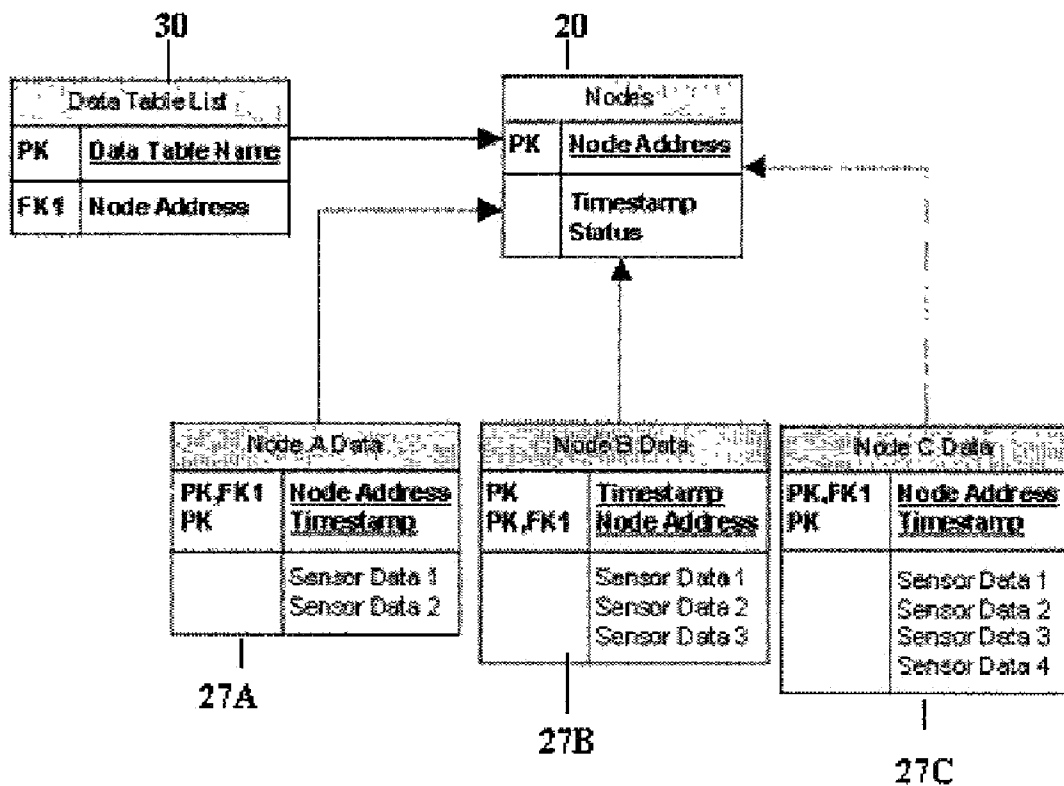 30
20
Data Table List
PK Data Table Name
FK1 Node Address
Nodes
PK Node Address
Timestamp
Status
Node A Data
PK,FK1 Node Address
PK Timestamp
Sensor Data 1
Sensor Data 2
27A
Node B Data
PK Timestamp
PK,FK1 Node Address
Sensor Data 1
Sensor Data 2
Sensor Data 3
27B
Node C Data
PK,FK1 Node Address
PK Timestamp
Sensor Data 1
Sensor Data 2
Sensor Data 3
Sensor Data 4
27C